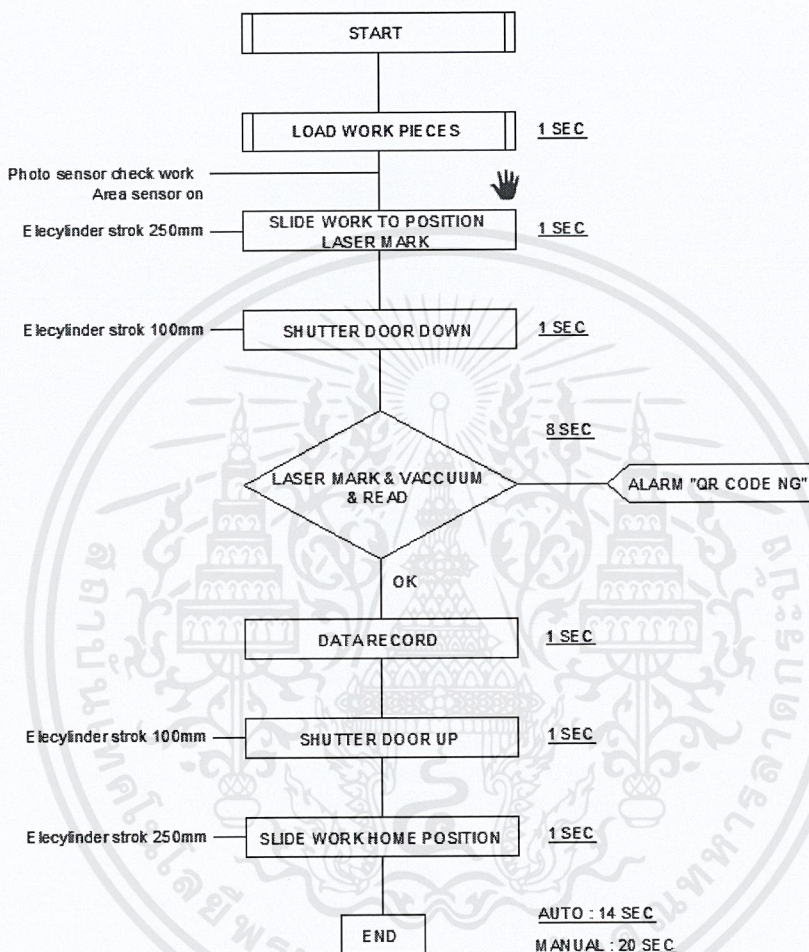 START
LOAD WORK PIECES
1 SEC
Photo sensor check work
Area sensor on
Elecylinder strok 250mm
SLIDE WORK TO POSITION
LASER MARK
1 SEC
Elecylinder strok 100mm
SHUTTER DOOR DOWN
1 SEC
8 SEC
LASER MARK & VACCUUM
& READ
ALARM "QR CODE NG"
OK
DATA RECORD
1 SEC
Elecylinder strok 100mm
SHUTTER DOOR UP
1 SEC
Elecylinder strok 250mm
SLIDE WORK HOME POSITION
1 SEC
END
AUTO : 14 SEC
MANUAL : 20 SEC